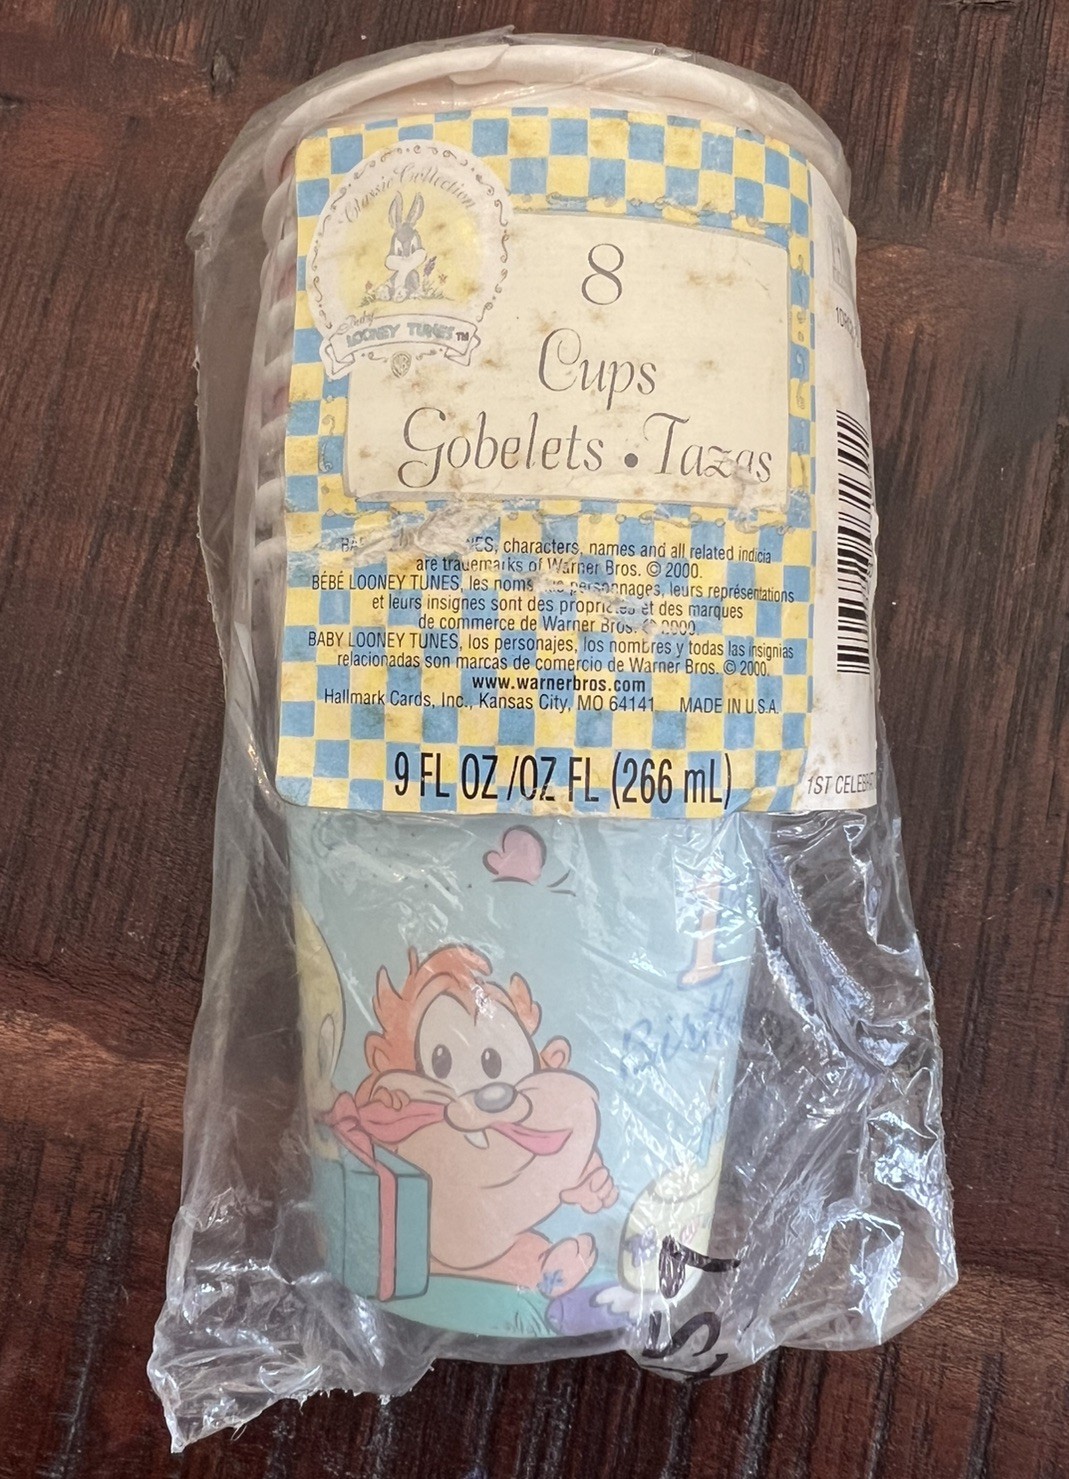 Classic Collection
Baby
LOONEY TUNES™
8
Cups
Gobelets • Tazas
characters, names and all related indicia
are trademarks of Warner Bros. © 2000.
BÉBÉ LOONEY TUNES, les noms, personnages, leurs représentations
et leurs insignes sont des propriétés et des marques
de commerce de Warner Bros. © 2000.
BABY LOONEY TUNES, los personajes, los nombres y todas las insignias
relacionadas son marcas de comercio de Warner Bros. © 2000.
www.warnerbros.com
Hallmark Cards, Inc., Kansas City, MO 64141 MADE IN U.S.A.
9 FL OZ /OZ FL (266 mL)
1ST
1